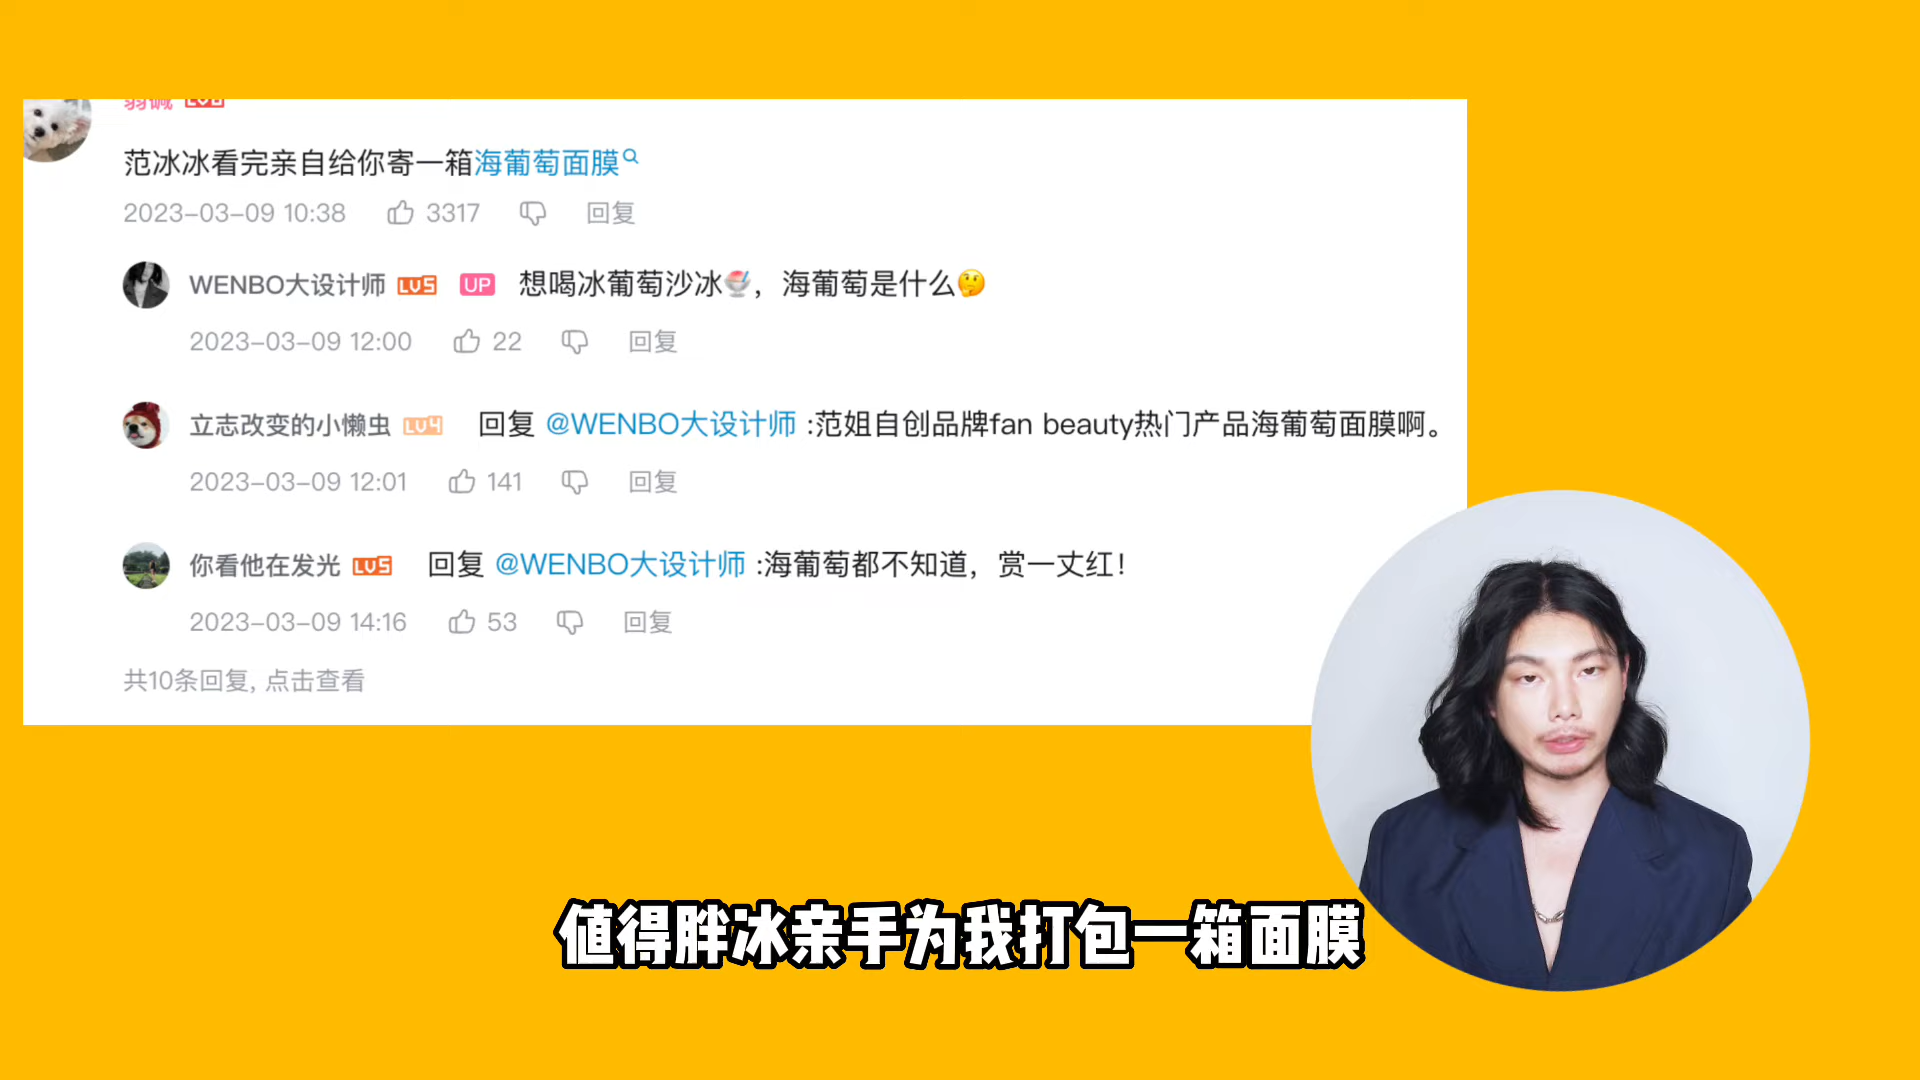 弱碱 LV6
范冰冰看完亲自给你寄一箱海葡萄面膜
2023-03-09 10:38 3317 回复
WENBO大设计师 LV5 UP 想喝冰葡萄沙冰🍧，海葡萄是什么🤔
2023-03-09 12:00 22 回复
立志改变的小懒虫 LV4 回复 @WENBO大设计师 :范姐自创品牌fan beauty热门产品海葡萄面膜啊。
2023-03-09 12:01 141 回复
你看他在发光 LV5 回复 @WENBO大设计师 :海葡萄都不知道，赏一丈红！
2023-03-09 14:16 53 回复
共10条回复, 点击查看
值得胖冰亲手为我打包一箱面膜